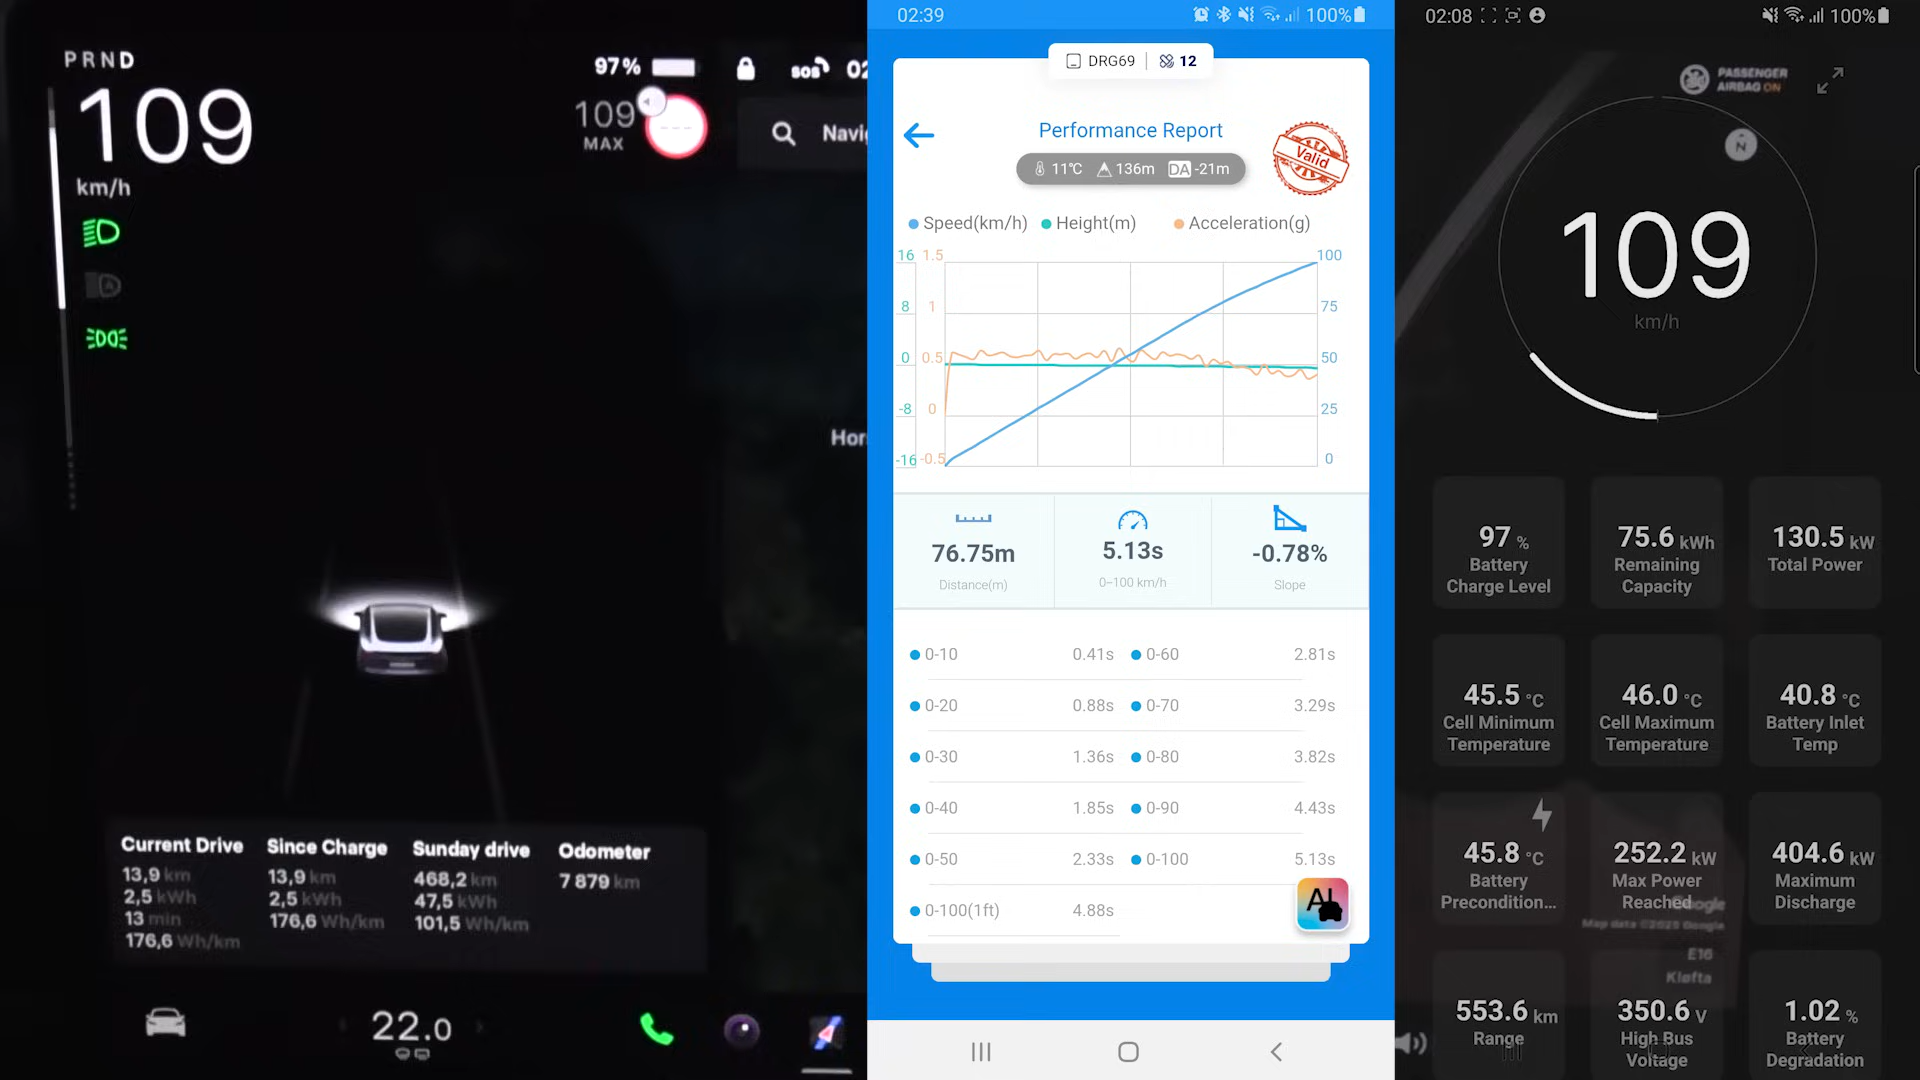 PRND
109
km/h
97%
SOS
02
109
MAX
Navi
Hor
Current Drive
13,9 km
2,5 kWh
13 min
176,6 Wh/km
Since Charge
13,9 km
2,5 kWh
176,6 Wh/km
Sunday drive
468,2 km
47,5 kWh
101,5 Wh/km
Odometer
7 879 km
22.0
02:39
100%
DRG69
12
Performance Report
11℃
136m
DA -21m
Valid
Speed(km/h)
Height(m)
Acceleration(g)
16 1.5 100
8 1 75
0 0.5 50
-8 0 25
-16 -0.5 0
76.75m
Distance(m)
5.13s
0–100 km/h
-0.78%
Slope
0-10 0.41s
0-60 2.81s
0-20 0.88s
0-70 3.29s
0-30 1.36s
0-80 3.82s
0-40 1.85s
0-90 4.43s
0-50 2.33s
0-100 5.13s
0-100(1ft) 4.88s
AI
02:08
100%
PASSENGER
AIRBAG ON
N
109
km/h
97 %
Battery
Charge Level
75.6 kWh
Remaining
Capacity
130.5 kW
Total Power
45.5 °C
Cell Minimum
Temperature
46.0 °C
Cell Maximum
Temperature
40.8 °C
Battery Inlet
Temp
45.8 °C
Battery
Precondition...
252.2 kW
Max Power
Reached
404.6 kW
Maximum
Discharge
Google
Map data ©2025 Google
E16
Kløfta
553.6 km
Range
350.6 V
High Bus
Voltage
1.02 %
Battery
Degradation